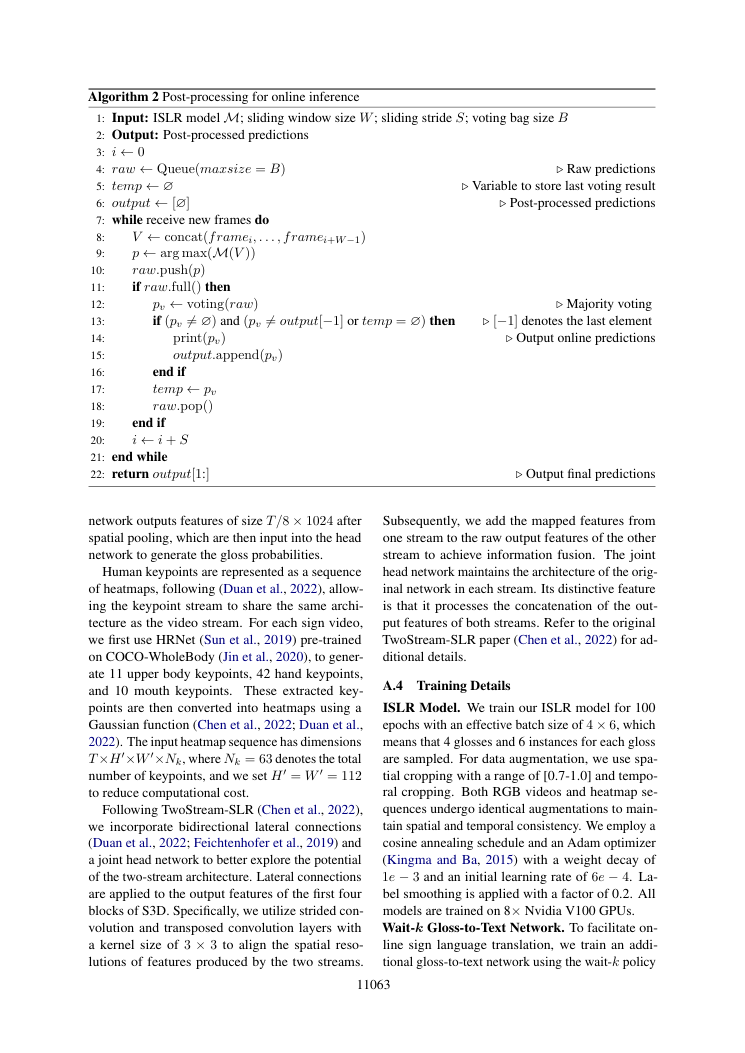 Algorithm 2 Post-processing for online inference
1: Input: ISLR model M; sliding window size W; sliding stride S; voting bag size B
2: Output: Post-processed predictions
3: i ← 0
4: raw ← Queue(maxsize = B) ▷ Raw predictions
5: temp ← ∅ ▷ Variable to store last voting result
6: output ← [∅] ▷ Post-processed predictions
7: while receive new frames do
8: V ← concat(frame_i, . . . , frame_{i+W−1})
9: p ← arg max(M(V))
10: raw.push(p)
11: if raw.full() then
12: p_v ← voting(raw) ▷ Majority voting
13: if (p_v ≠ ∅) and (p_v ≠ output[−1] or temp = ∅) then ▷ [−1] denotes the last element
14: print(p_v) ▷ Output online predictions
15: output.append(p_v)
16: end if
17: temp ← p_v
18: raw.pop()
19: end if
20: i ← i + S
21: end while
22: return output[1:] ▷ Output final predictions
network outputs features of size T/8 × 1024 after
spatial pooling, which are then input into the head
network to generate the gloss probabilities.
Human keypoints are represented as a sequence
of heatmaps, following (Duan et al., 2022), allow-
ing the keypoint stream to share the same archi-
tecture as the video stream. For each sign video,
we first use HRNet (Sun et al., 2019) pre-trained
on COCO-WholeBody (Jin et al., 2020), to gener-
ate 11 upper body keypoints, 42 hand keypoints,
and 10 mouth keypoints. These extracted key-
points are then converted into heatmaps using a
Gaussian function (Chen et al., 2022; Duan et al.,
2022). The input heatmap sequence has dimensions
T×H′×W′×N_k, where N_k = 63 denotes the total
number of keypoints, and we set H′ = W′ = 112
to reduce computational cost.
Following TwoStream-SLR (Chen et al., 2022),
we incorporate bidirectional lateral connections
(Duan et al., 2022; Feichtenhofer et al., 2019) and
a joint head network to better explore the potential
of the two-stream architecture. Lateral connections
are applied to the output features of the first four
blocks of S3D. Specifically, we utilize strided con-
volution and transposed convolution layers with
a kernel size of 3 × 3 to align the spatial reso-
lutions of features produced by the two streams.
Subsequently, we add the mapped features from
one stream to the raw output features of the other
stream to achieve information fusion. The joint
head network maintains the architecture of the orig-
inal network in each stream. Its distinctive feature
is that it processes the concatenation of the out-
put features of both streams. Refer to the original
TwoStream-SLR paper (Chen et al., 2022) for ad-
ditional details.
A.4 Training Details
ISLR Model. We train our ISLR model for 100
epochs with an effective batch size of 4 × 6, which
means that 4 glosses and 6 instances for each gloss
are sampled. For data augmentation, we use spa-
tial cropping with a range of [0.7-1.0] and tempo-
ral cropping. Both RGB videos and heatmap se-
quences undergo identical augmentations to main-
tain spatial and temporal consistency. We employ a
cosine annealing schedule and an Adam optimizer
(Kingma and Ba, 2015) with a weight decay of
1e − 3 and an initial learning rate of 6e − 4. La-
bel smoothing is applied with a factor of 0.2. All
models are trained on 8× Nvidia V100 GPUs.
Wait-k Gloss-to-Text Network. To facilitate on-
line sign language translation, we train an addi-
tional gloss-to-text network using the wait-k policy
11063